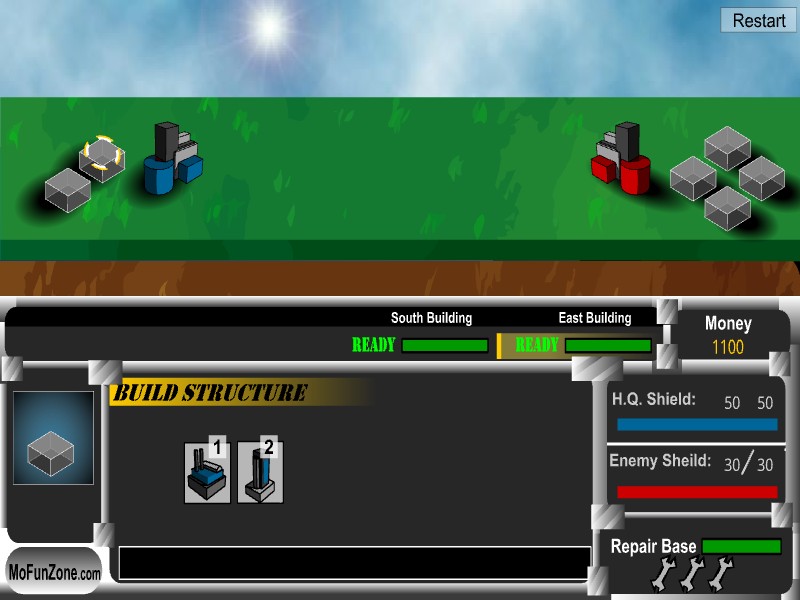 Restart
South Building
East Building
READY
READY
Money
1100
BUILD STRUCTURE
1
2
H.Q. Shield:
50 50
Enemy Sheild:
30/30
Repair Base
MoFunZone.com